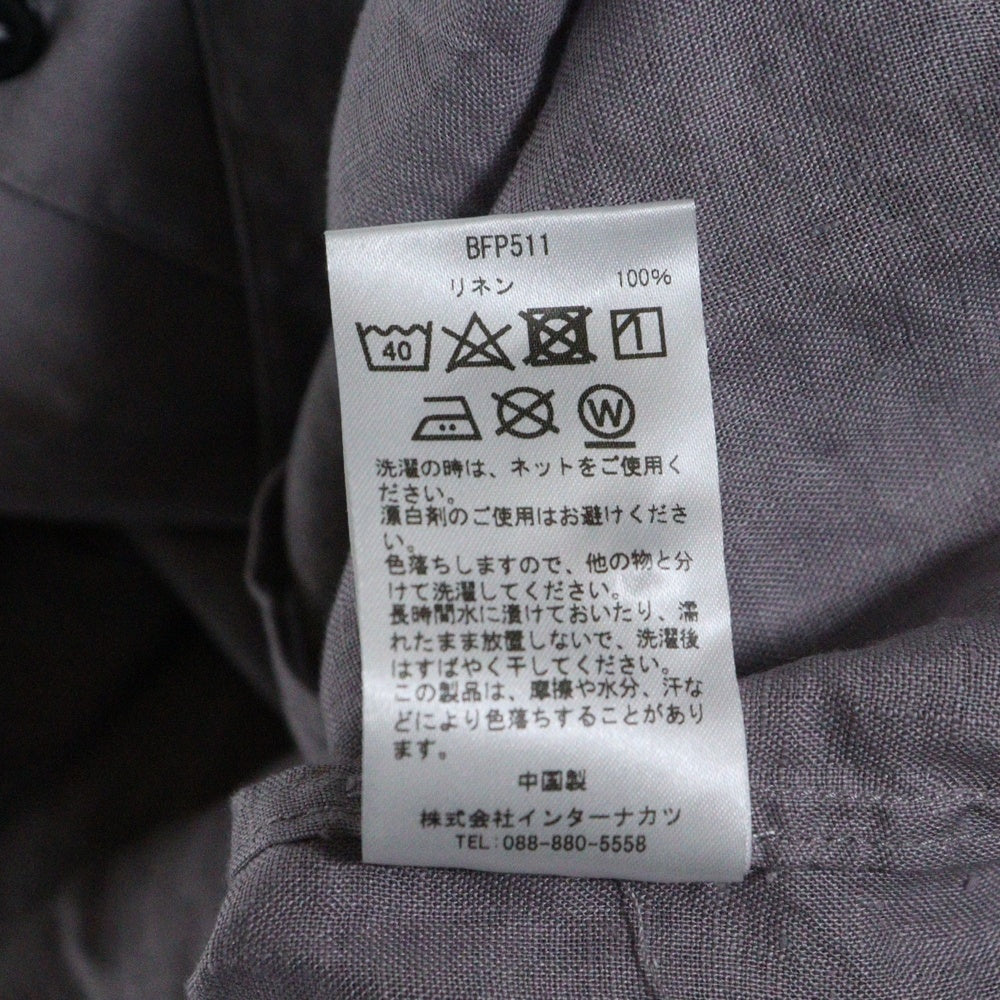 BFP511
リネン 100%
40
W
洗濯の時は、ネットをご使用く
ださい。
漂白剤のご使用はお避けくださ
い。
色落ちしますので、他の物と分
けて洗濯してください。
長時間水に漬けておいたり、濡
れたまま放置しないで、洗濯後
はすばやく干してください。
この製品は、摩擦や水分、汗な
どにより色落ちすることがあり
ます。
中国製
株式会社インターナカツ
TEL:088-880-5558